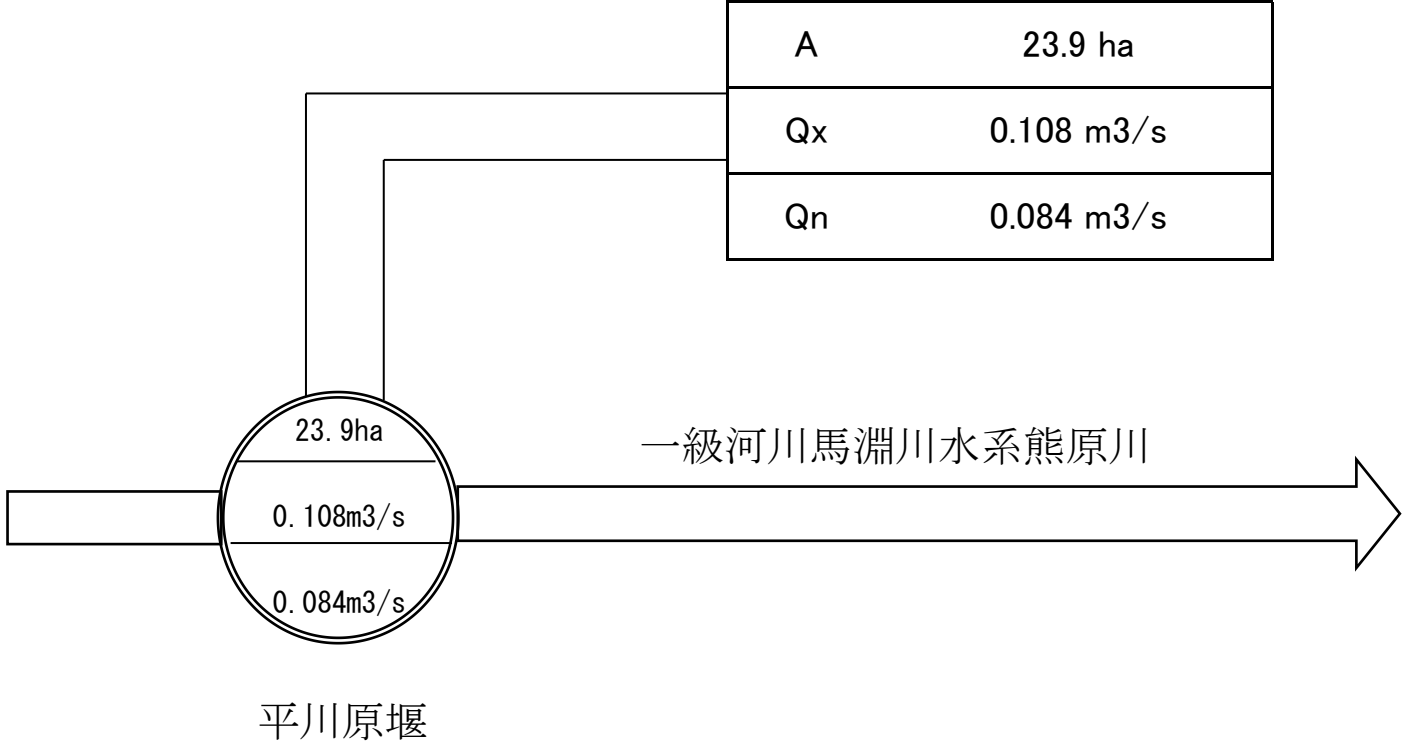 A 23.9 ha
Qx 0.108 m3/s
Qn 0.084 m3/s
23.9ha
0.108m3/s
0.084m3/s
一級河川馬淵川水系熊原川
平川原堰